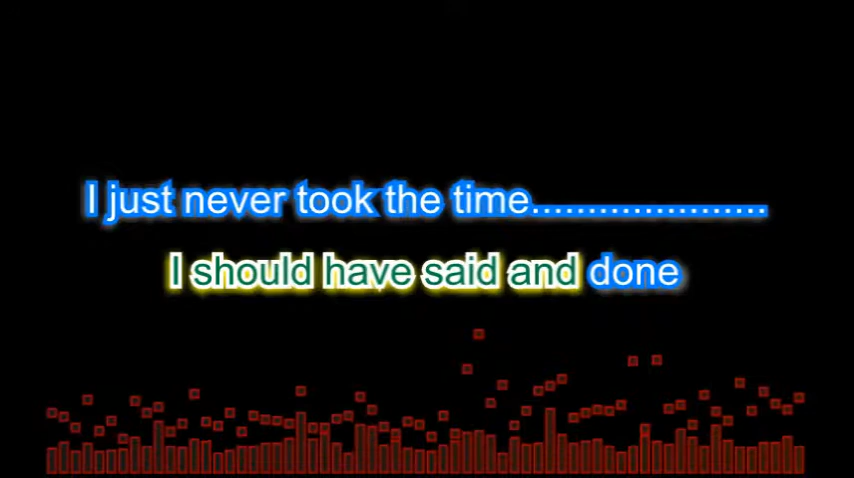 I just never took the time.....................
I should have said and done